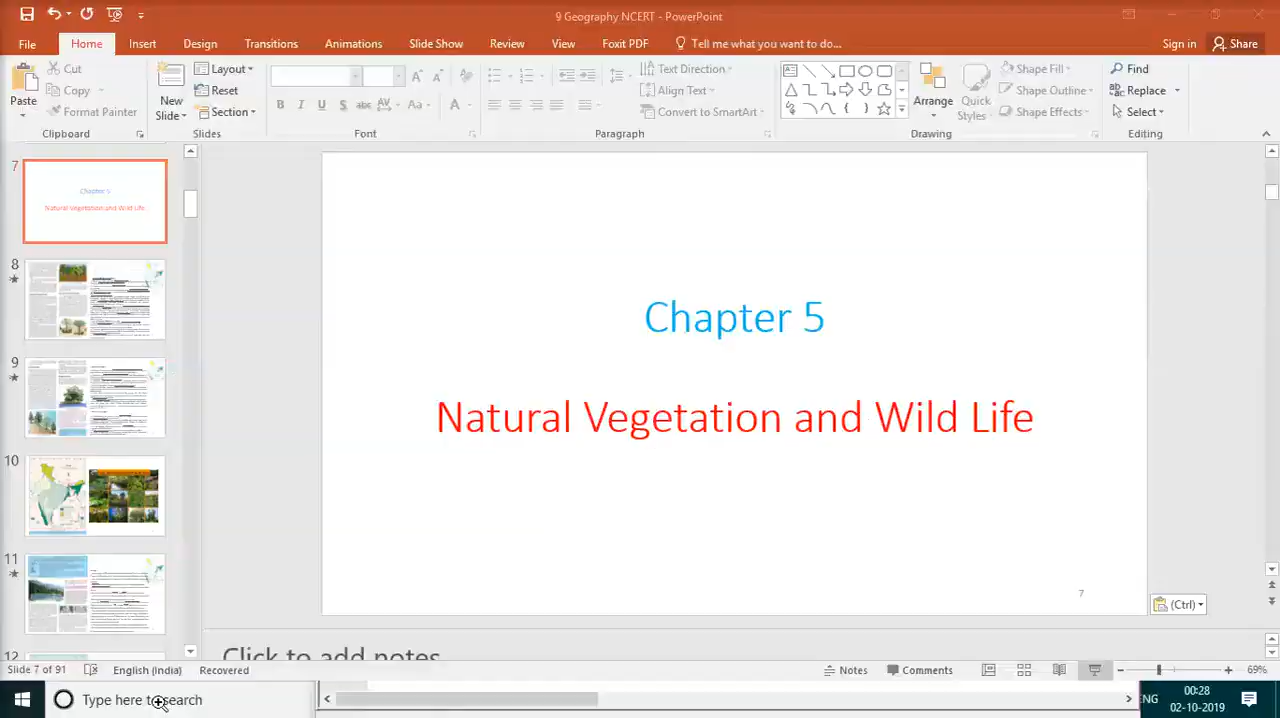 9 Geography NCERT - PowerPoint
File Home Insert Design Transitions Animations Slide Show Review View Foxit PDF Tell me what you want to do... Sign in Share
Paste Cut Copy Format Painter
Clipboard
New Slide Layout Reset Section
Slides
B I U S abc AV Aa A
Font
Text Direction Align Text Convert to SmartArt
Paragraph
Arrange Quick Styles Shape Fill Shape Outline Shape Effects
Drawing
Find Replace Select
Editing
7
Chapter 5
Natural Vegetation and Wild Life
8
9
10
11
12
Chapter 5
Natural Vegetation and Wild Life
7
(Ctrl)
Click to add notes
Slide 7 of 91 English (India) Recovered Notes Comments 69%
Type here to search ENG 00:28
02-10-2019